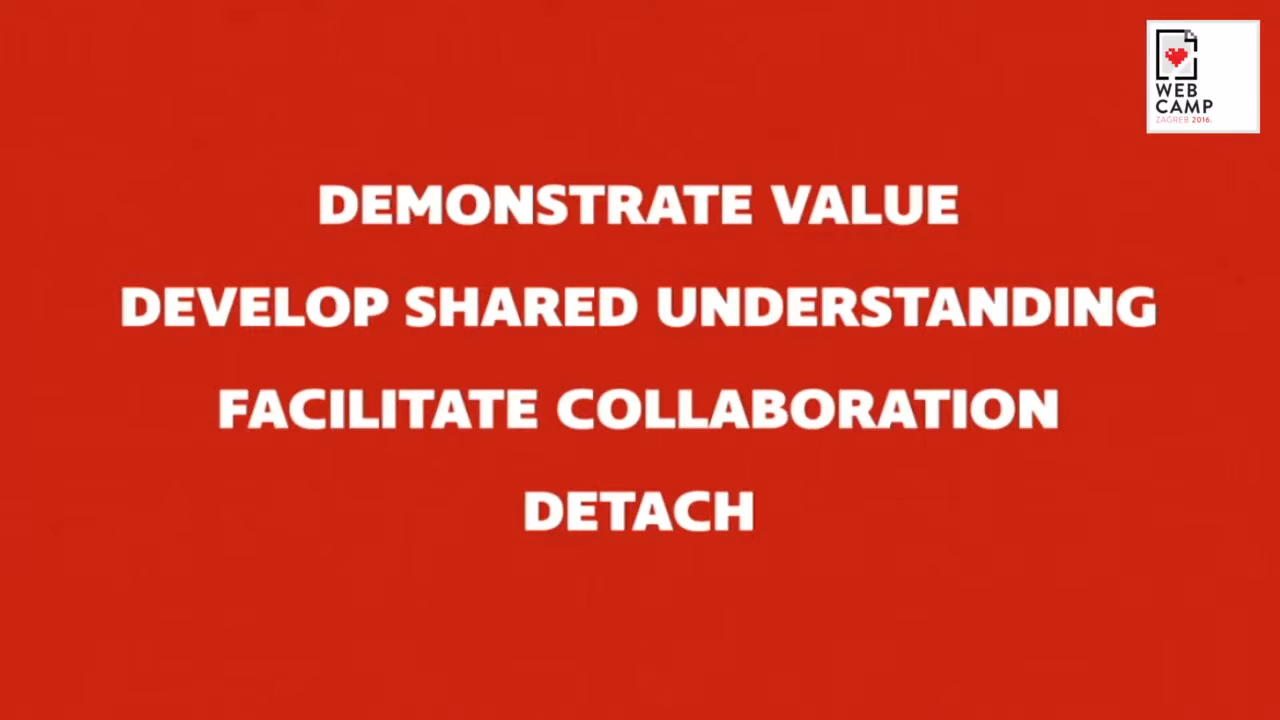 WEB
CAMP
ZAGREB 2016.
DEMONSTRATE VALUE
DEVELOP SHARED UNDERSTANDING
FACILITATE COLLABORATION
DETACH